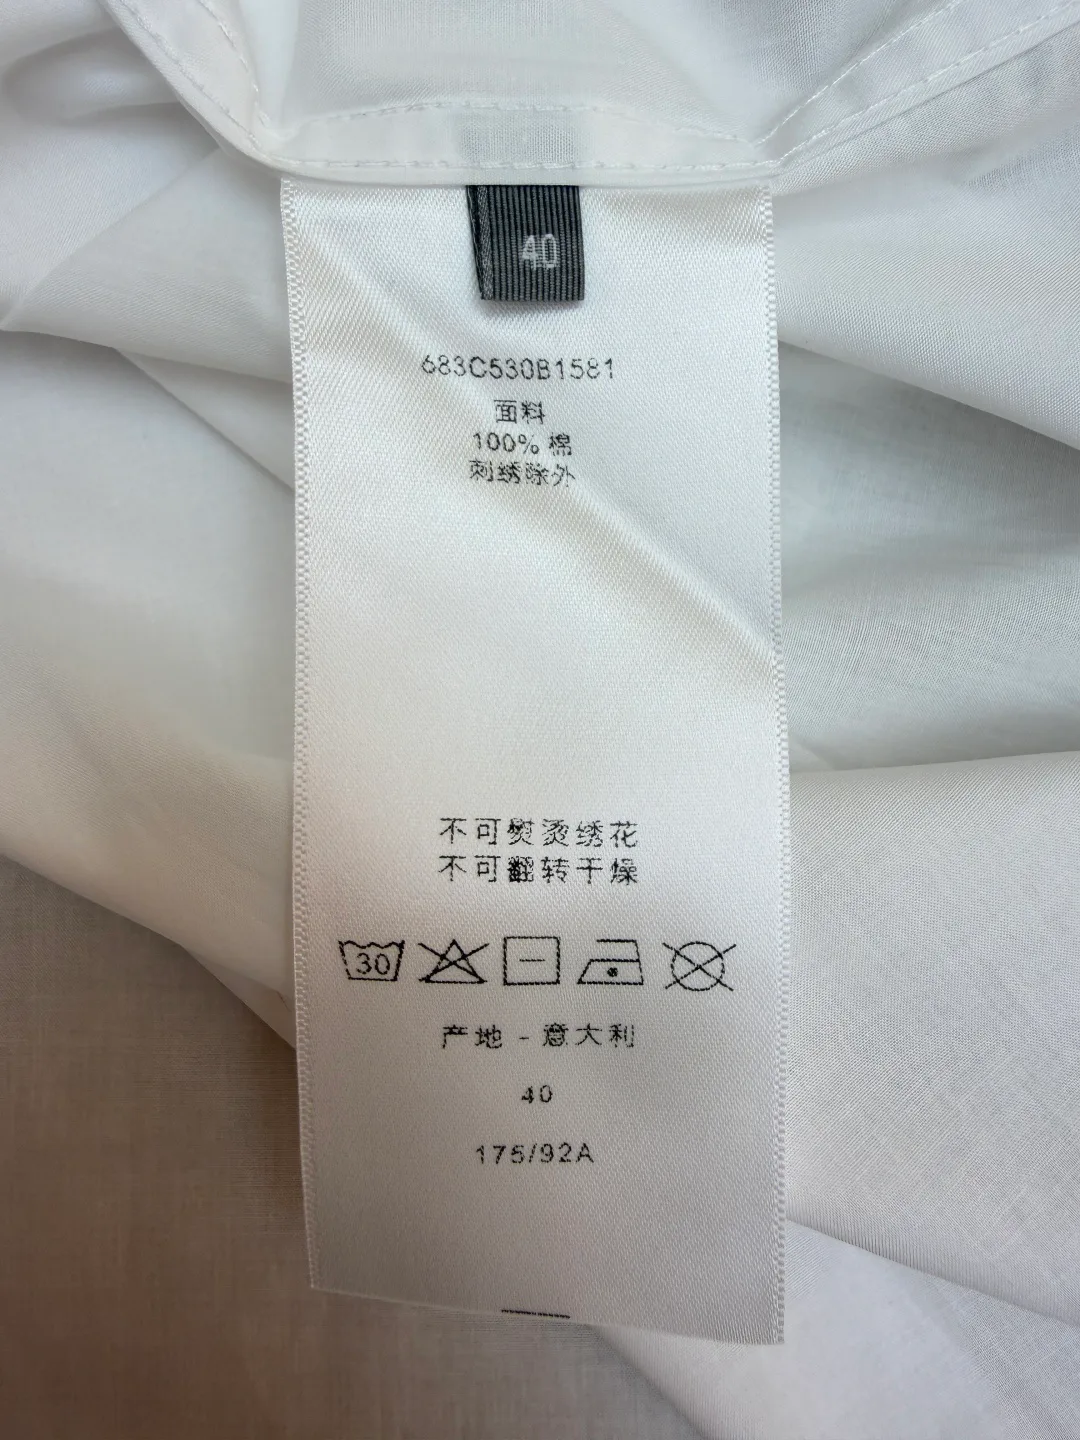 40
683C530B1581
面料
100% 棉
刺绣除外
不可熨烫绣花
不可翻转干燥
30
产地 - 意大利
40
175/92A